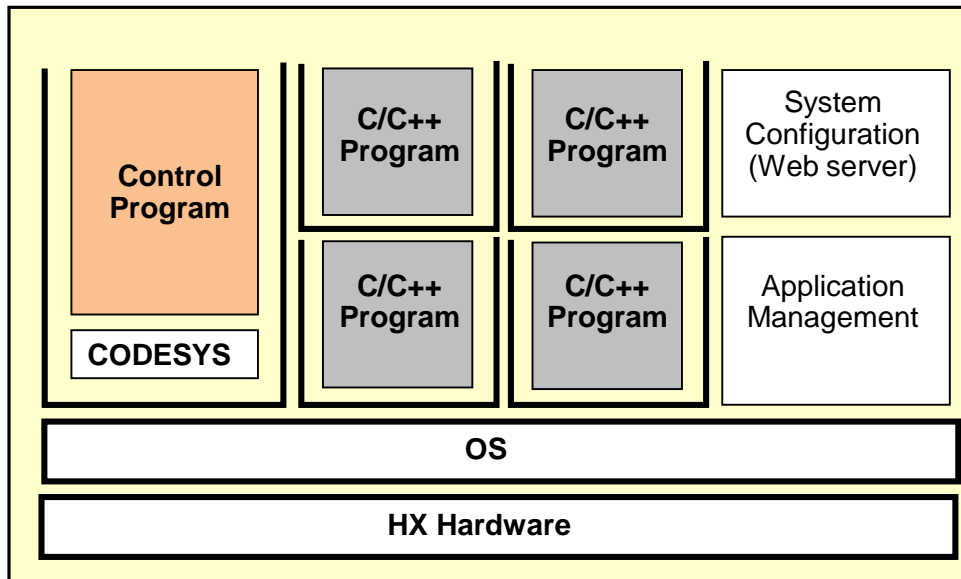 Control
Program
CODESYS
C/C++
Program
C/C++
Program
System
Configuration
(Web server)
C/C++
Program
C/C++
Program
Application
Management
OS
HX Hardware